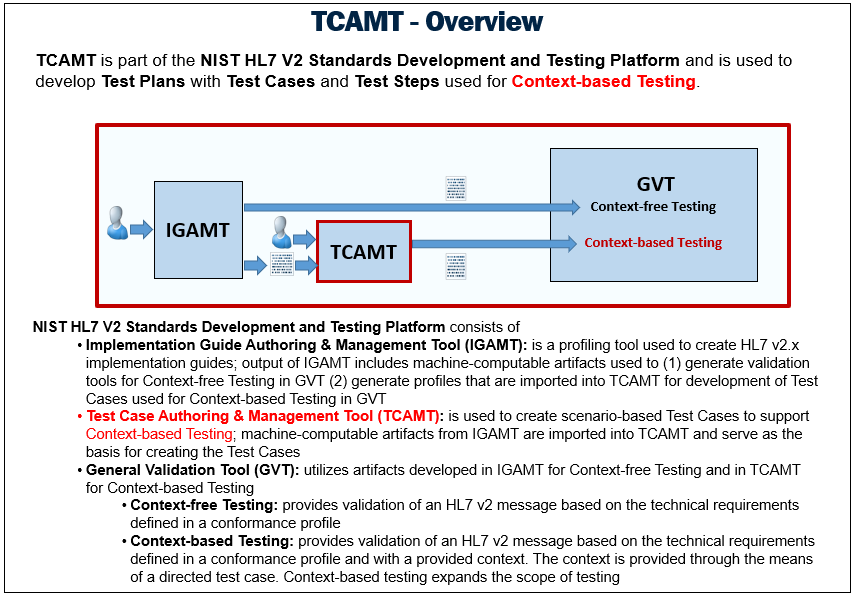 TCAMT - Overview
TCAMT is part of the NIST HL7 V2 Standards Development and Testing Platform and is used to
develop Test Plans with Test Cases and Test Steps used for Context-based Testing.
GVT
Context-free Testing
IGAMT
TCAMT
Context-based Testing
NIST HL7 V2 Standards Development and Testing Platform consists of
• Implementation Guide Authoring & Management Tool (IGAMT): is a profiling tool used to create HL7 v2.x
implementation guides; output of IGAMT includes machine-computable artifacts used to (1) generate validation
tools for Context-free Testing in GVT (2) generate profiles that are imported into TCAMT for development of Test
Cases used for Context-based Testing in GVT
• Test Case Authoring & Management Tool (TCAMT): is used to create scenario-based Test Cases to support
Context-based Testing; machine-computable artifacts from IGAMT are imported into TCAMT and serve as the
basis for creating the Test Cases
• General Validation Tool (GVT): utilizes artifacts developed in IGAMT for Context-free Testing and in TCAMT
for Context-based Testing
• Context-free Testing: provides validation of an HL7 v2 message based on the technical requirements
defined in a conformance profile
• Context-based Testing: provides validation of an HL7 v2 message based on the technical requirements
defined in a conformance profile and with a provided context. The context is provided through the means
of a directed test case. Context-based testing expands the scope of testing